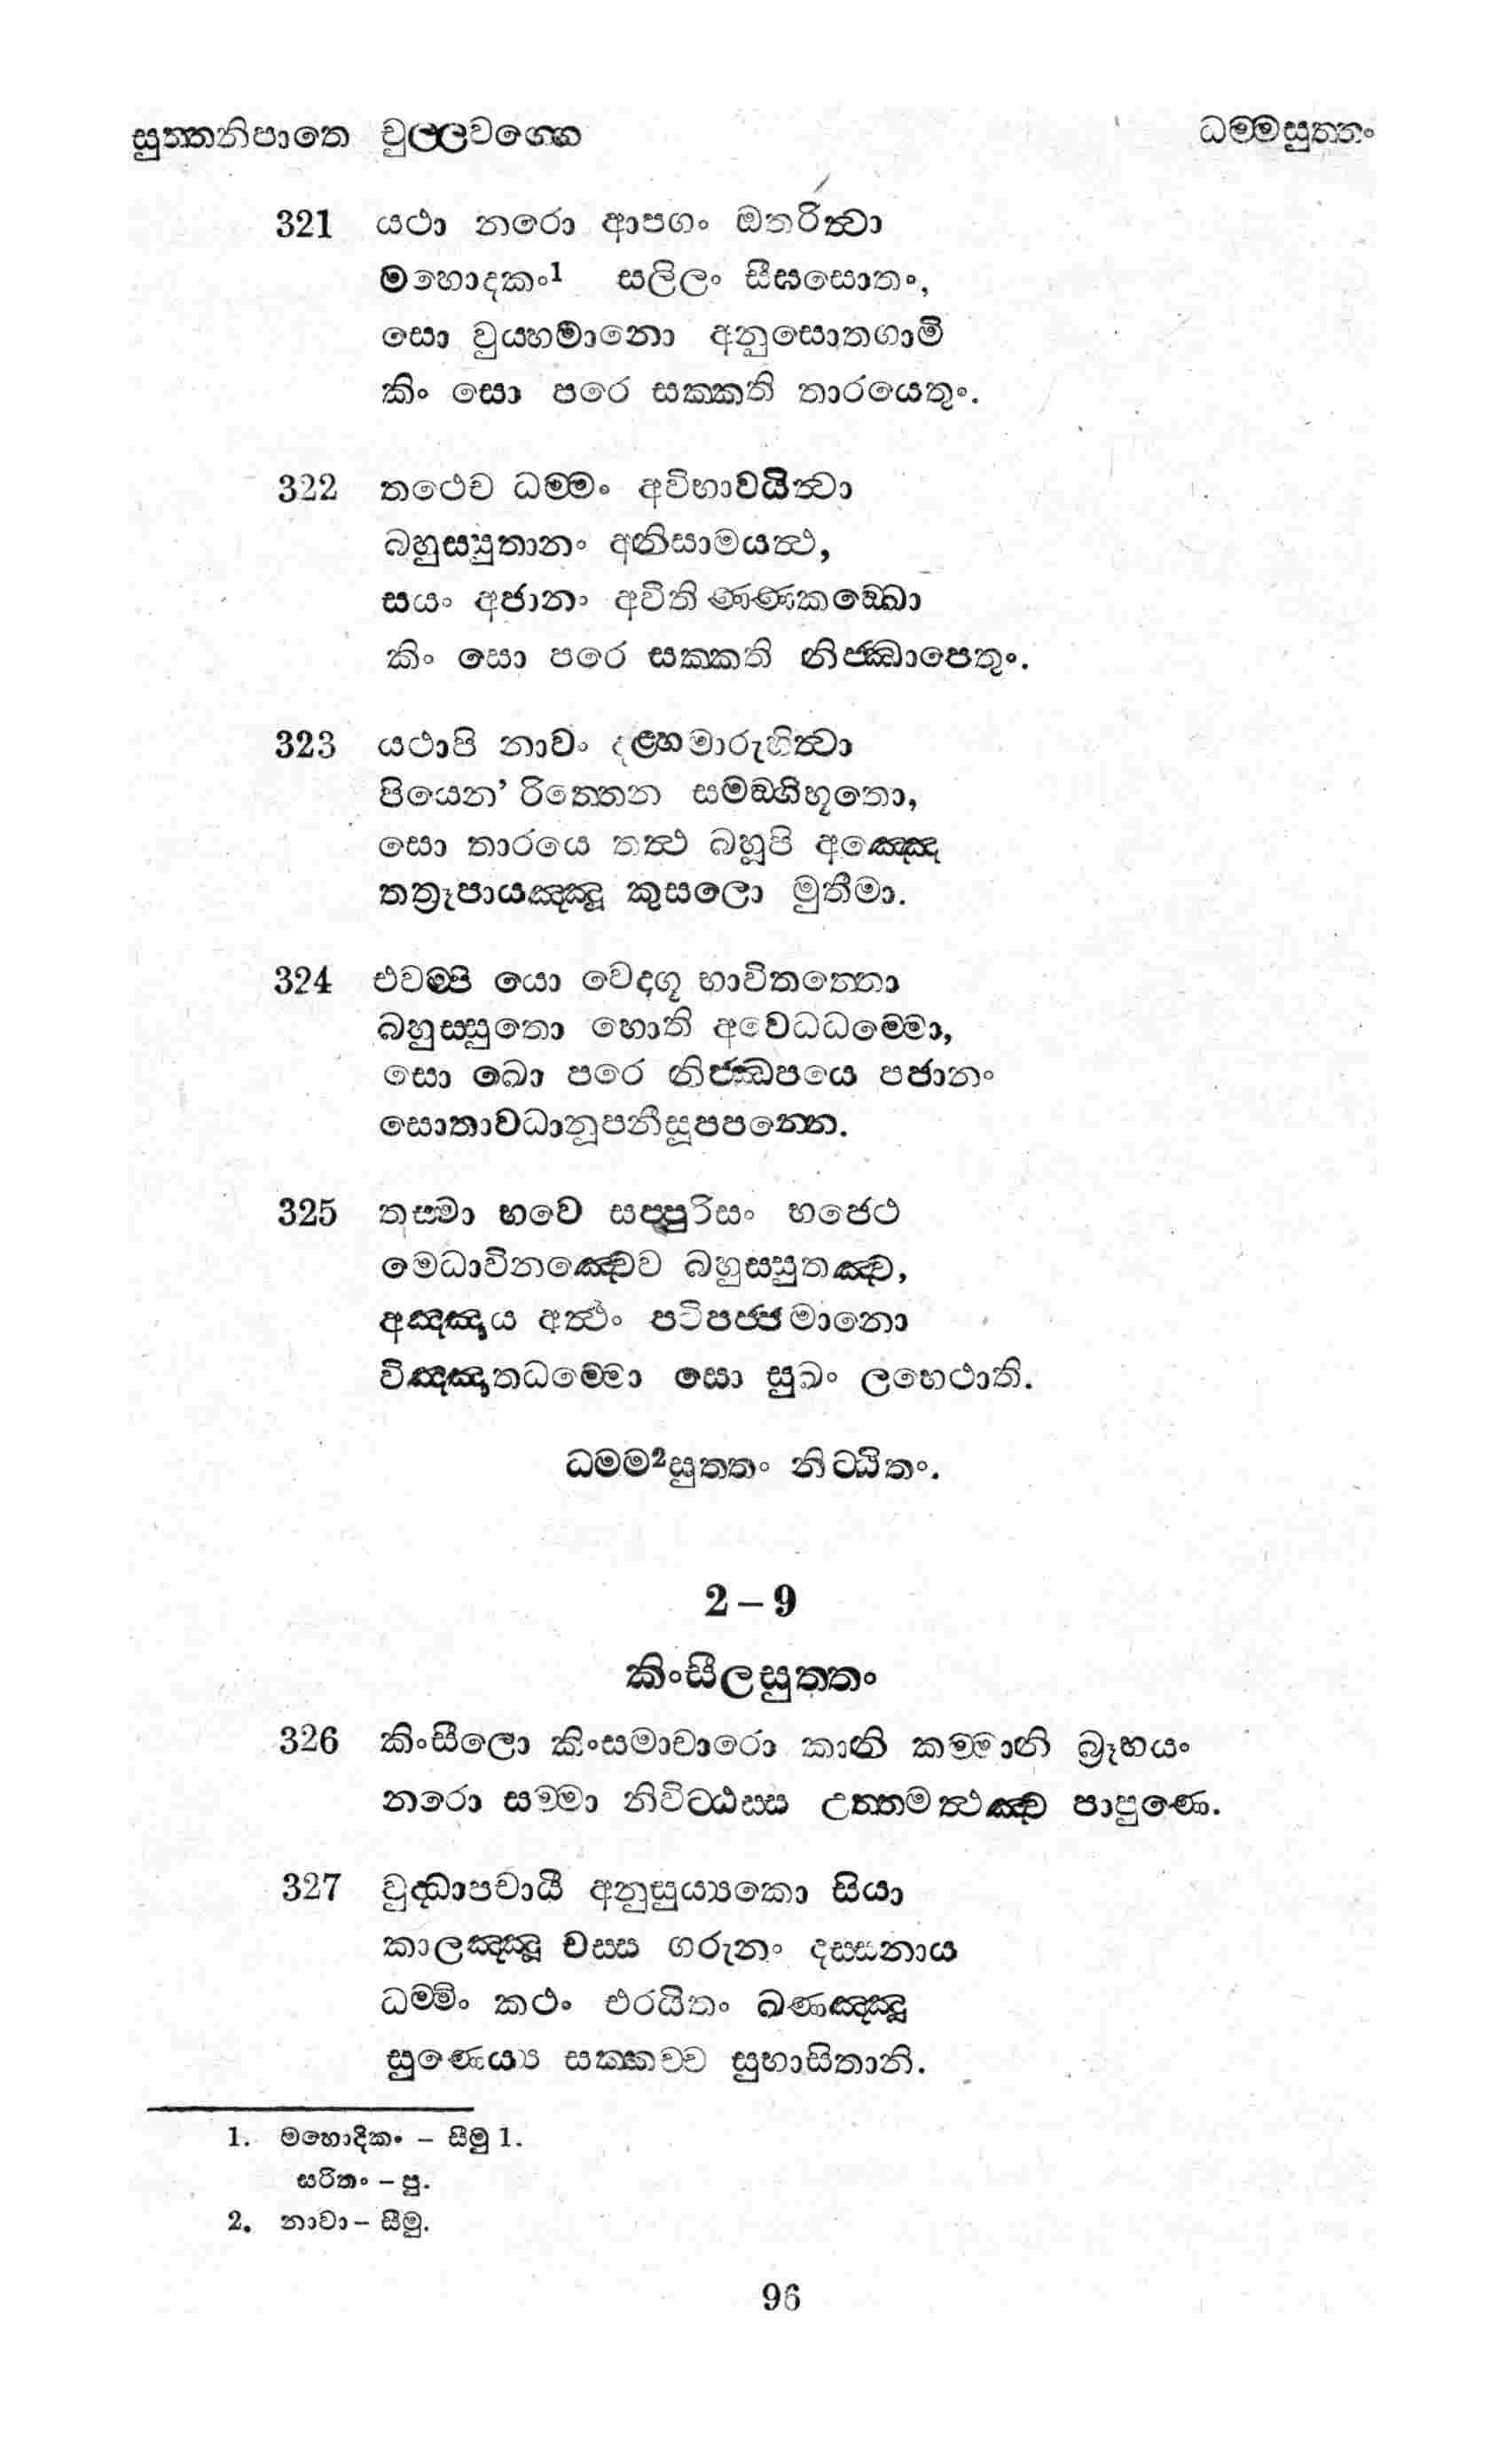 සුත්තනිපාතෙ චුල්ලවග්ගෙ ධම්මසුත්තං
321 යථා නරො ආපගං ඔතරිත්වා
මහොදකං1 සලිලං සීඝසොතං,
සො වුය්හමානො අනුසොතගාමි
කිං සො පරෙ සක්කති තාරයෙතුං.
322 තථෙව ධම්මං අවිභාවයිත්වා
බහුස්සුතානං අනිසාමයත්ථ,
සයං අජානං අවිතිණ්ණකඞ්ඛො
කිං සො පරෙ සක්කති නිජ්ඣාපෙතුං.
323 යථාපි නාවං දළ්හමාරුහිත්වා
පියෙන’ රිත්තෙන සමඞ්ගිභූතො,
සො තාරයෙ තත්ථ බහූපි අඤ්ඤෙ
තත්‍රූපායඤ්ඤූ කුසලො මුතීමා.
324 එවම්පි යො වෙදගූ භාවිතත්තො
බහුස්සුතො හොති අවෙධධම්මො,
සො ඛො පරෙ නිජ්ඣපයෙ පජානං
සොතාවධානූපනීසූපපන්නෙ.
325 තස්මා භවෙ සප්පුරිසං භජෙථ
මෙධාවිනඤ්චෙව බහුස්සුතඤ්ච,
අඤ්ඤාය අත්ථං පටිපජ්ජමානො
විඤ්ඤාතධම්මො සො සුඛං ලභෙථාති.
ධම්ම2සුත්තං නිට්ඨිතං.
2 – 9
කිංසීලසුත්තං
326 කිංසීලො කිංසමාචාරො කානි කම්මානි බ්‍රූහයං
නරො සම්මා නිවිට්ඨස්ස උත්තමත්ථඤ්ච පාපුණෙ.
327 වුද්ධාපචායී අනුසුය්‍යකො සියා
කාලඤ්ඤූ චස්ස ගරූනං දස්සනාය
ධම්මිං කථං එරයිතං ඛණඤ්ඤූ
සුණෙය්‍ය සක්කච්ච සුභාසිතානි.
1. මහොදිකං – සීමු 1.
සරිතං – පු.
2. නාවා – සීමු.
96